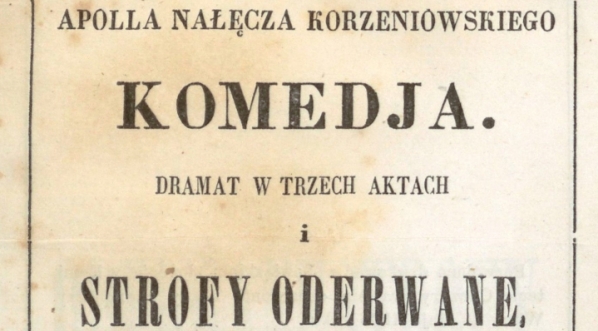 APOLLA NAŁĘCZA KORZENIOWSKIEGO
KOMEDJA.
DRAMAT W TRZECH AKTACH
i
STROFY ODERWANE,